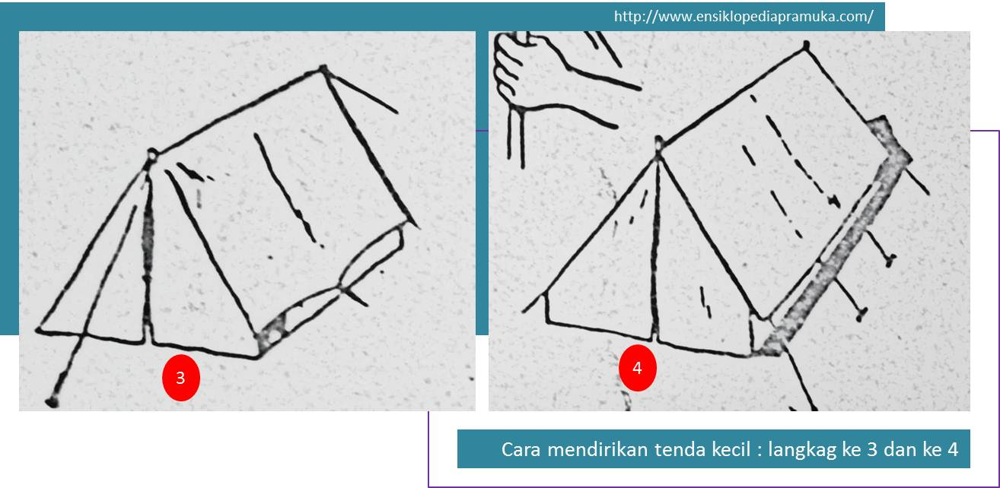 http://www.ensiklopediapramuka.com/
3
4
Cara mendirikan tenda kecil : langkag ke 3 dan ke 4